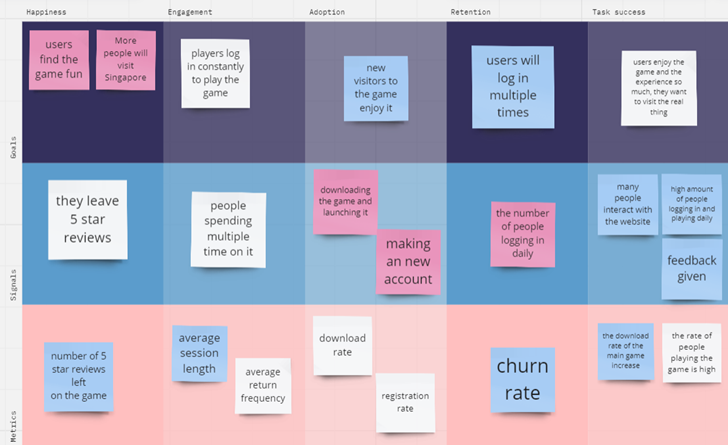 Happiness
Engagement
Adoption
Retention
Task success
Goals
users
find the
game fun
More
people will
visit
Singapore
players log
in constantly
to play the
game
new
visitors to
the game
enjoy it
users will
log in
multiple
times
users enjoy the
game and the
experience so
much, they want
to visit the real
thing
Signals
they leave
5 star
reviews
people
spending
multiple
time on it
downloading
the game and
launching it
making
an new
account
the number
of people
logging in
daily
many
people
interact with
the website
high amount
of people
logging in and
playing daily
feedback
given
Metrics
number of 5
star reviews
left
on the game
average
session
length
average
return
frequency
download
rate
registration
rate
churn
rate
the download
rate of the
main game
increase
the rate of
people
playing the
game is high